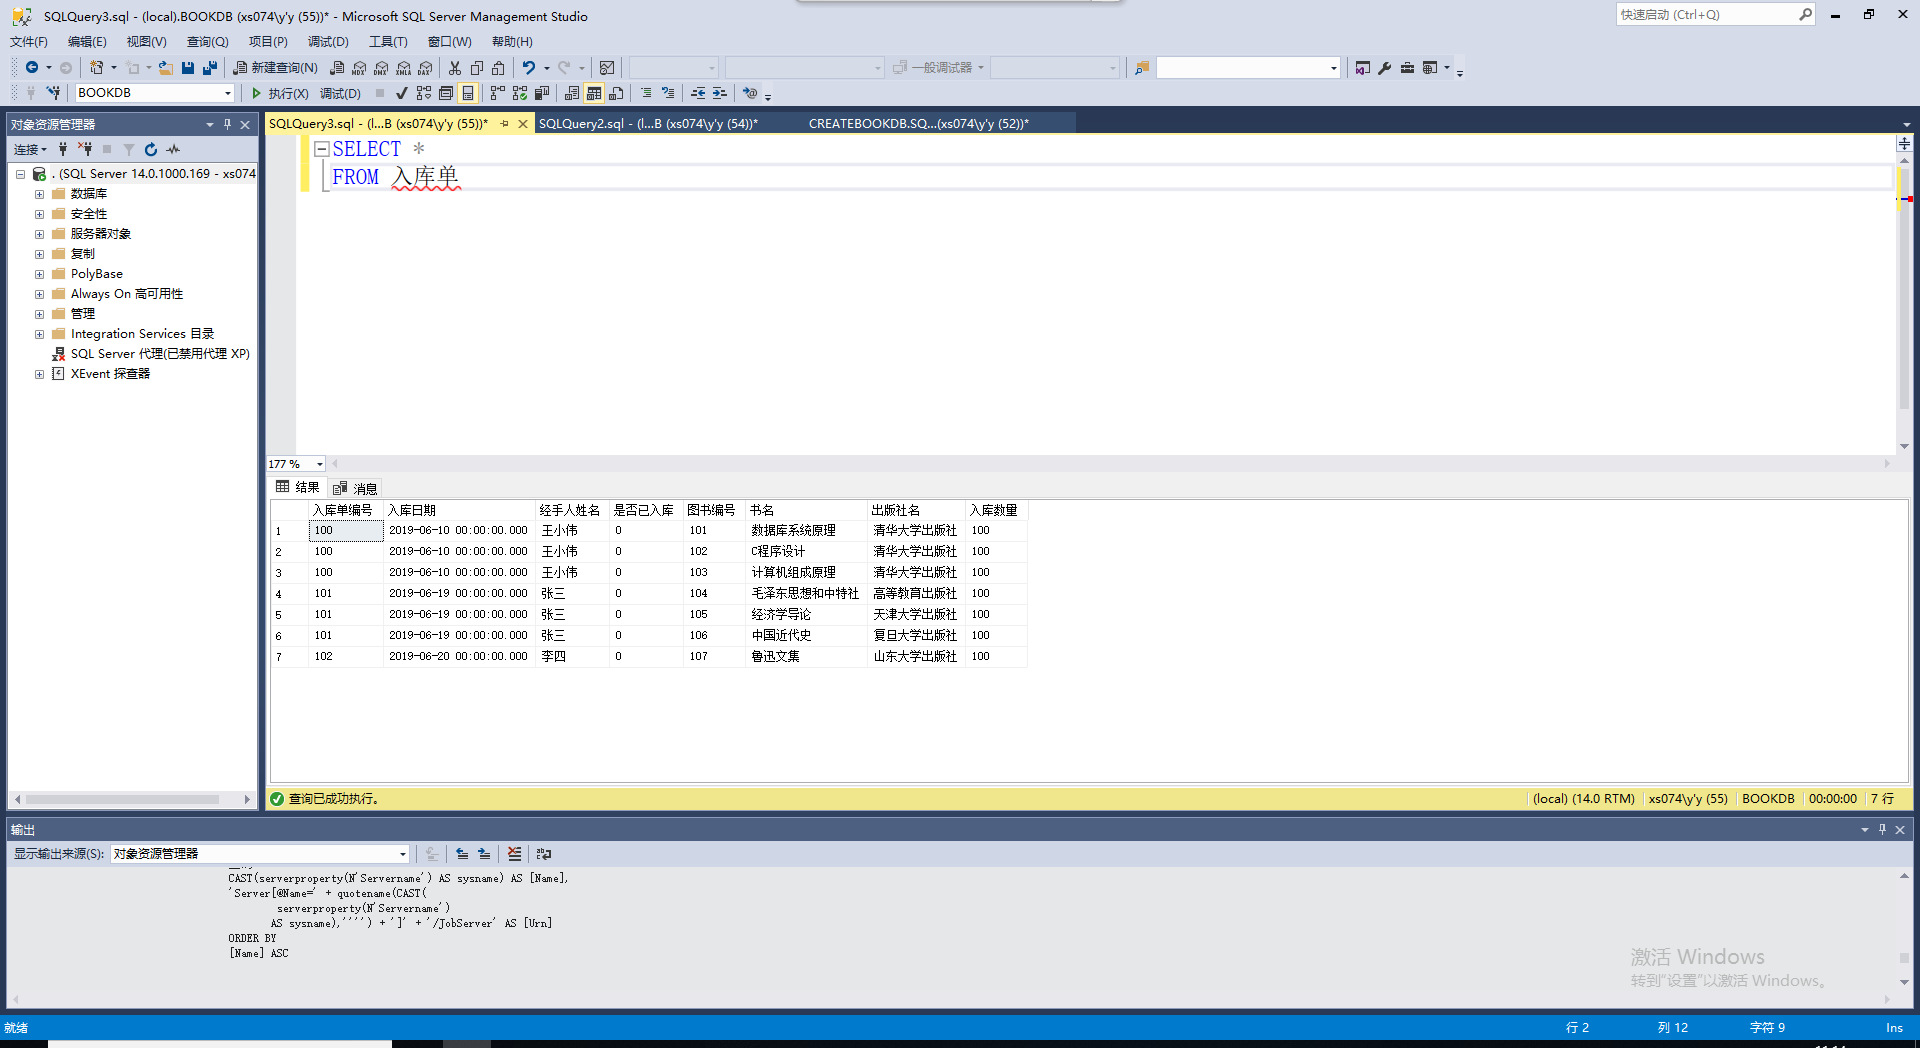 SQLQuery3.sql - (local).BOOKDB (xs074\y'y (55))* - Microsoft SQL Server Management Studio
快速启动 (Ctrl+Q)
文件(F) 编辑(E) 视图(V) 查询(Q) 项目(P) 调试(D) 工具(T) 窗口(W) 帮助(H)
新建查询(N) 一般调试器
BOOKDB 执行(X) 调试(D)
对象资源管理器
连接
. (SQL Server 14.0.1000.169 - xs074
数据库
安全性
服务器对象
复制
PolyBase
Always On 高可用性
管理
Integration Services 目录
SQL Server 代理(已禁用代理 XP)
XEvent 探查器
SQLQuery3.sql - (l...B (xs074\y'y (55))* SQLQuery2.sql - (l...B (xs074\y'y (54))* CREATEBOOKDB.SQ...(xs074\y'y (52))*
SELECT *
FROM 入库单
177 %
结果 消息
入库单编号 入库日期 经手人姓名 是否已入库 图书编号 书名 出版社名 入库数量
1 100 2019-06-10 00:00:00.000 王小伟 0 101 数据库系统原理 清华大学出版社 100
2 100 2019-06-10 00:00:00.000 王小伟 0 102 C程序设计 清华大学出版社 100
3 100 2019-06-10 00:00:00.000 王小伟 0 103 计算机组成原理 清华大学出版社 100
4 101 2019-06-19 00:00:00.000 张三 0 104 毛泽东思想和中特社 高等教育出版社 100
5 101 2019-06-19 00:00:00.000 张三 0 105 经济学导论 天津大学出版社 100
6 101 2019-06-19 00:00:00.000 张三 0 106 中国近代史 复旦大学出版社 100
7 102 2019-06-20 00:00:00.000 李四 0 107 鲁迅文集 山东大学出版社 100
查询已成功执行。 (local) (14.0 RTM) xs074\y'y (55) BOOKDB 00:00:00 7 行
输出
显示输出来源(S): 对象资源管理器
CAST(serverproperty(N'Servername') AS sysname) AS [Name],
'Server[@Name=' + quotename(CAST(
serverproperty(N'Servername')
AS sysname),'''') + ']' + '/JobServer' AS [Urn]
ORDER BY
[Name] ASC
激活 Windows
转到"设置"以激活 Windows。
就绪 行 2 列 12 字符 9 Ins